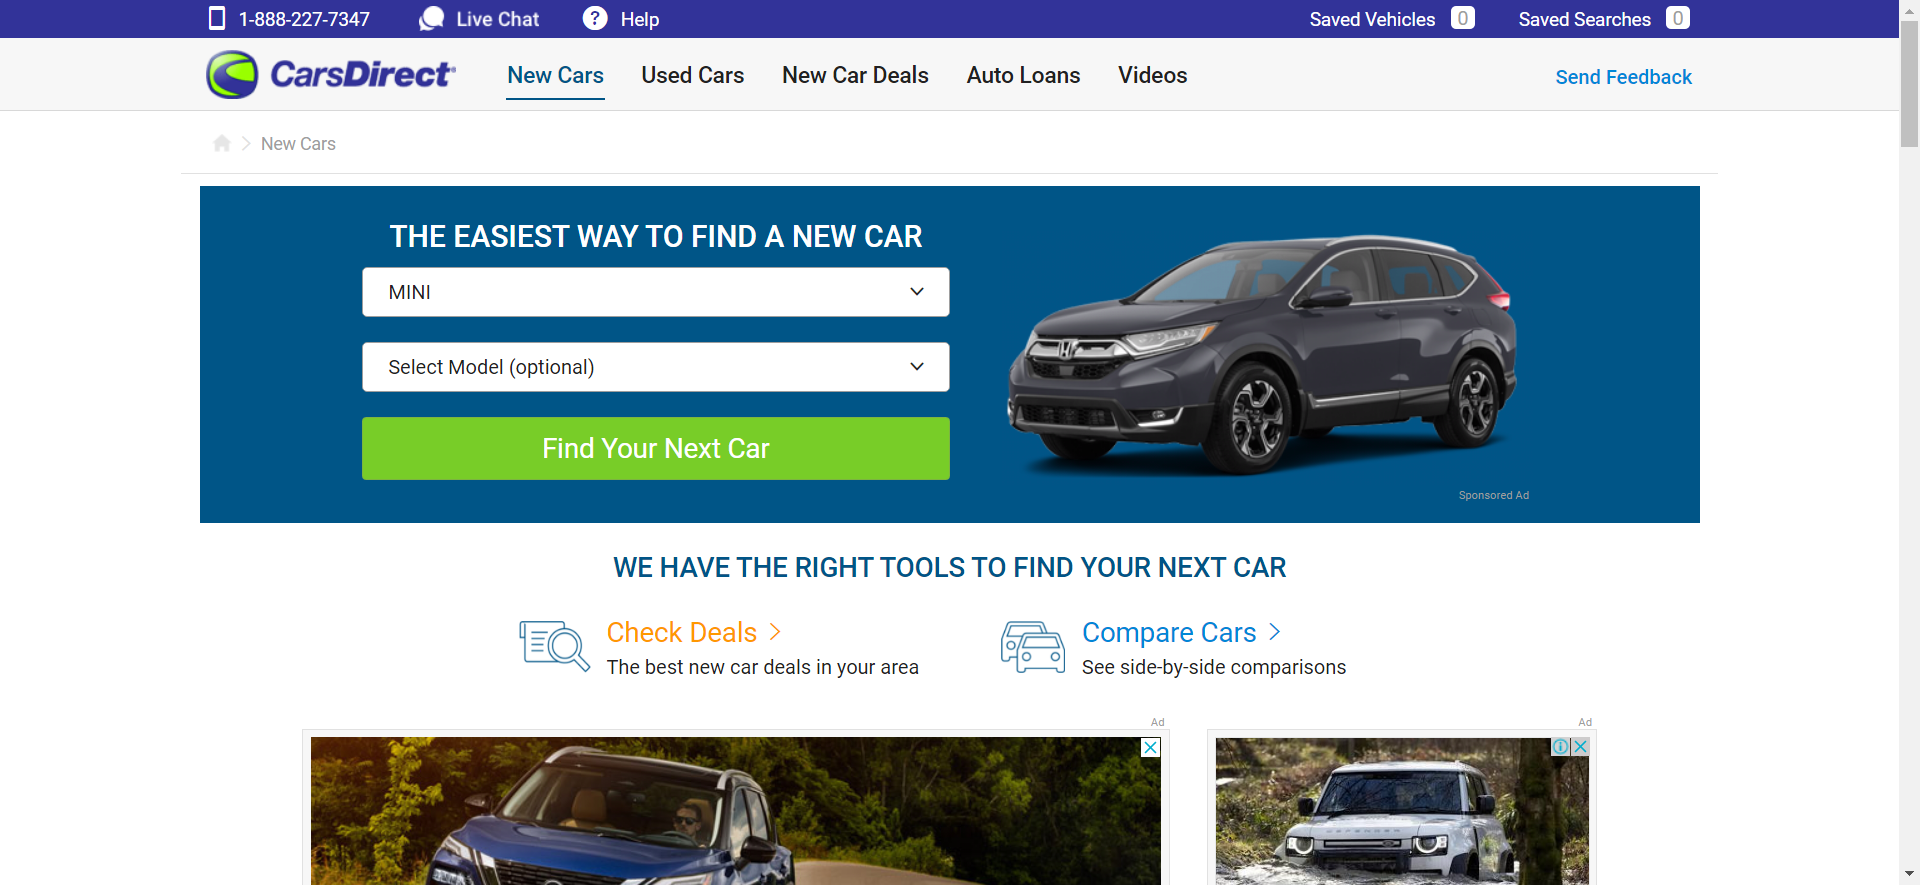 1-888-227-7347 Live Chat ? Help Saved Vehicles 0 Saved Searches 0
CarsDirect New Cars Used Cars New Car Deals Auto Loans Videos Send Feedback
New Cars
THE EASIEST WAY TO FIND A NEW CAR
MINI
Select Model (optional)
Find Your Next Car
Sponsored Ad
WE HAVE THE RIGHT TOOLS TO FIND YOUR NEXT CAR
Check Deals
The best new car deals in your area
Compare Cars
See side-by-side comparisons
Ad
Ad
DEFENDER